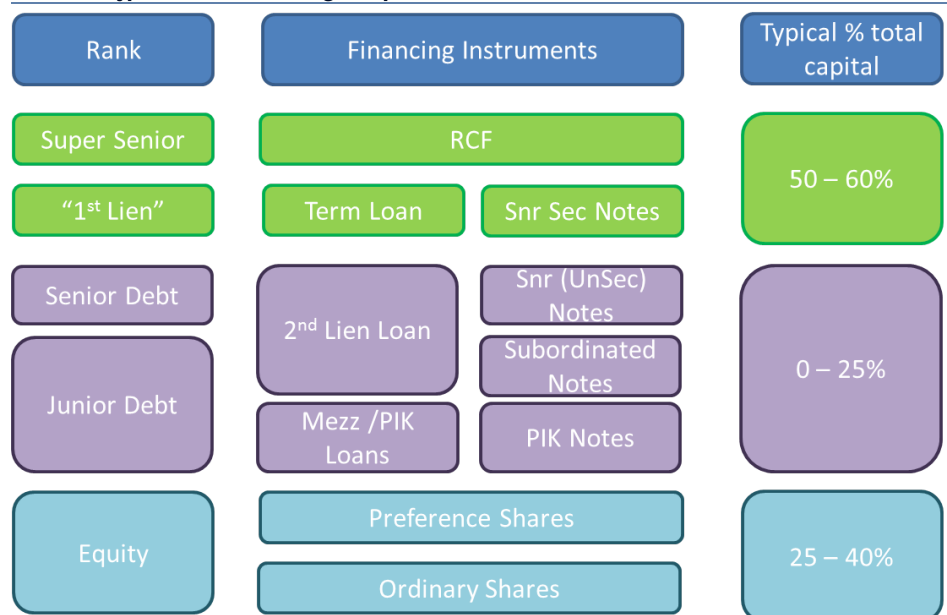 Rank
Financing Instruments
Typical % total
capital
Super Senior
RCF
50 – 60%
"1st Lien"
Term Loan
Snr Sec Notes
Senior Debt
2nd Lien Loan
Snr (UnSec)
Notes
Subordinated
Notes
0 – 25%
Junior Debt
Mezz /PIK
Loans
PIK Notes
Equity
Preference Shares
25 – 40%
Ordinary Shares